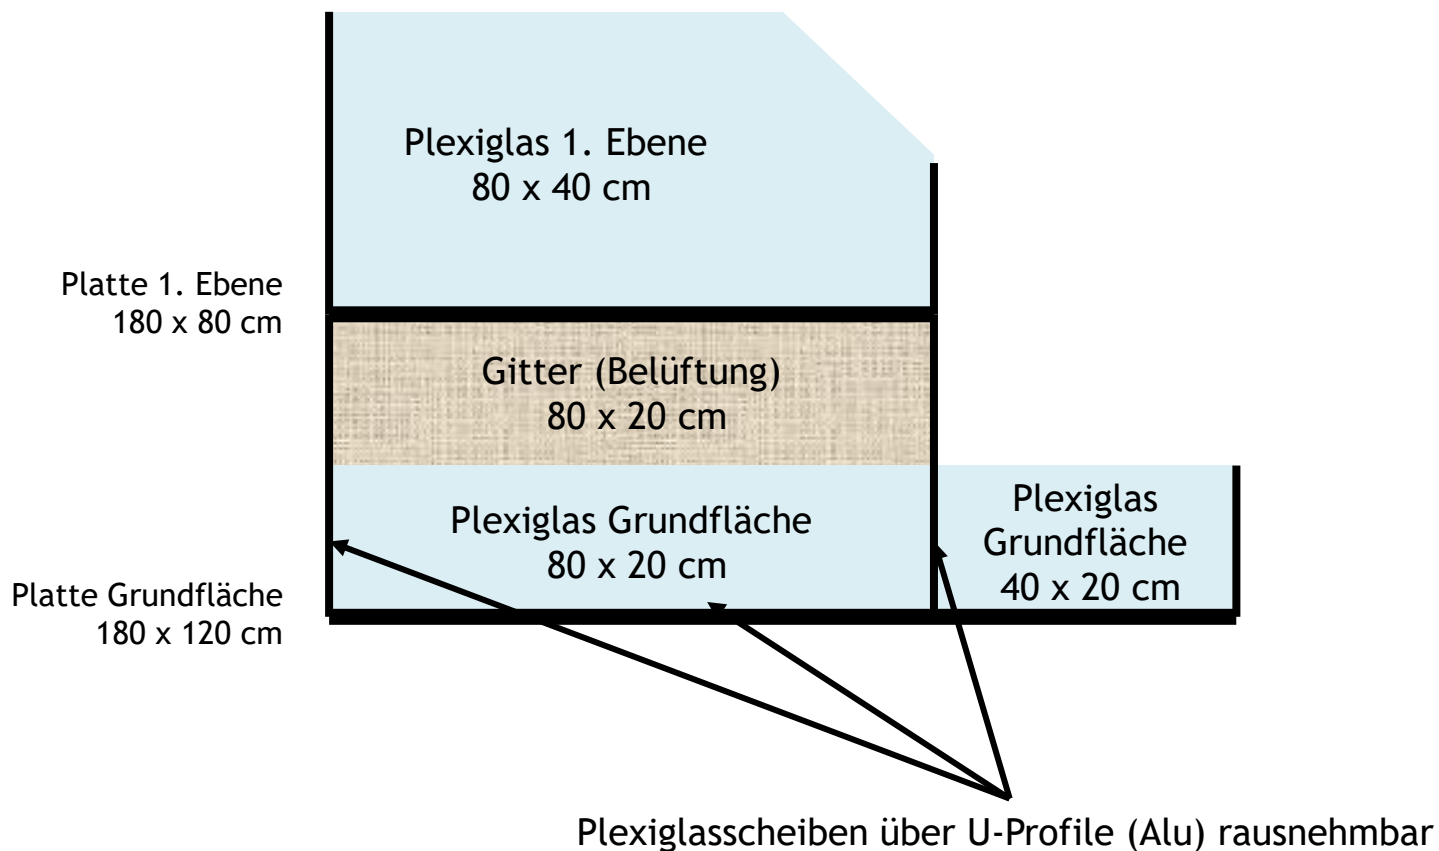 Plexiglas 1. Ebene
80 x 40 cm
Platte 1. Ebene
180 x 80 cm
Gitter (Belüftung)
80 x 20 cm
Plexiglas Grundfläche
80 x 20 cm
Plexiglas
Grundfläche
40 x 20 cm
Platte Grundfläche
180 x 120 cm
Plexiglasscheiben über U-Profile (Alu) rausnehmbar